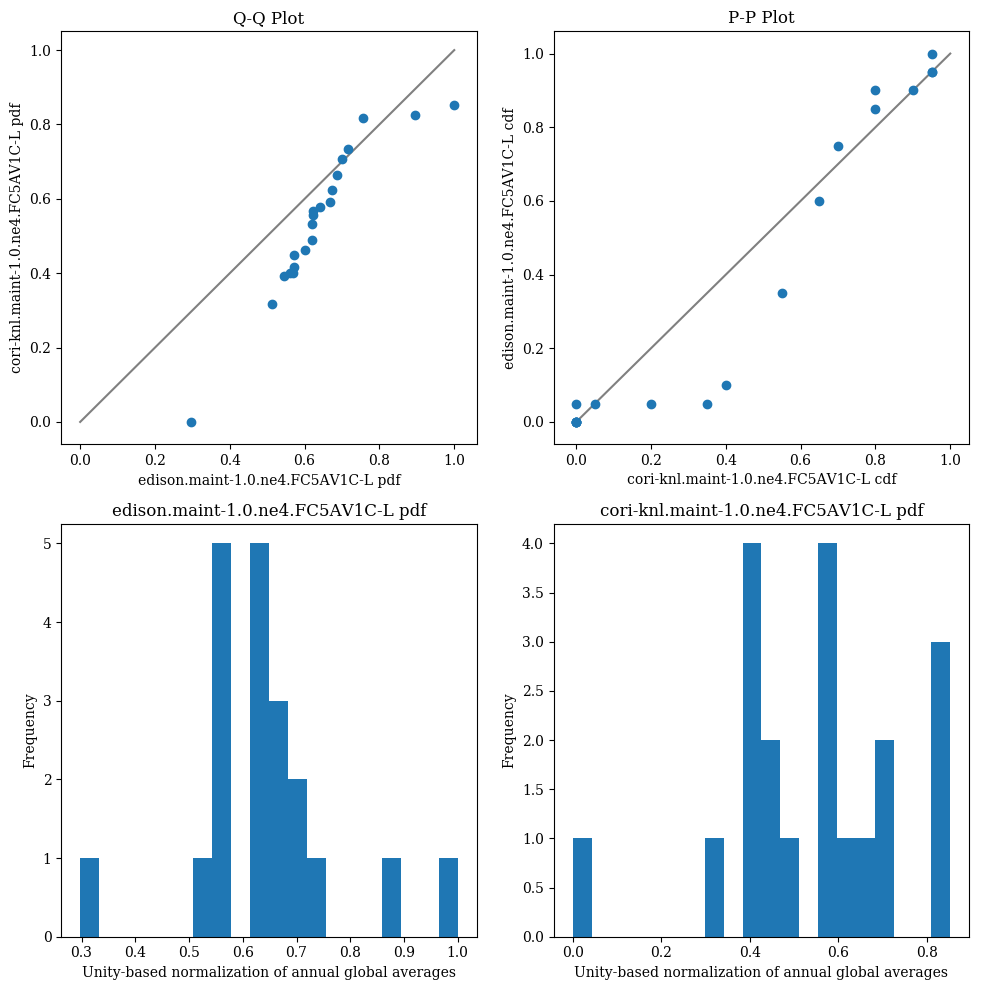 Q-Q Plot
cori-knl.maint-1.0.ne4.FC5AV1C-L pdf
1.0
0.8
0.6
0.4
0.2
0.0
0.0 0.2 0.4 0.6 0.8 1.0
edison.maint-1.0.ne4.FC5AV1C-L pdf
P-P Plot
edison.maint-1.0.ne4.FC5AV1C-L cdf
1.0
0.8
0.6
0.4
0.2
0.0
0.0 0.2 0.4 0.6 0.8 1.0
cori-knl.maint-1.0.ne4.FC5AV1C-L cdf
edison.maint-1.0.ne4.FC5AV1C-L pdf
Frequency
5
4
3
2
1
0
0.3 0.4 0.5 0.6 0.7 0.8 0.9 1.0
Unity-based normalization of annual global averages
cori-knl.maint-1.0.ne4.FC5AV1C-L pdf
Frequency
4.0
3.5
3.0
2.5
2.0
1.5
1.0
0.5
0.0
0.0 0.2 0.4 0.6 0.8
Unity-based normalization of annual global averages